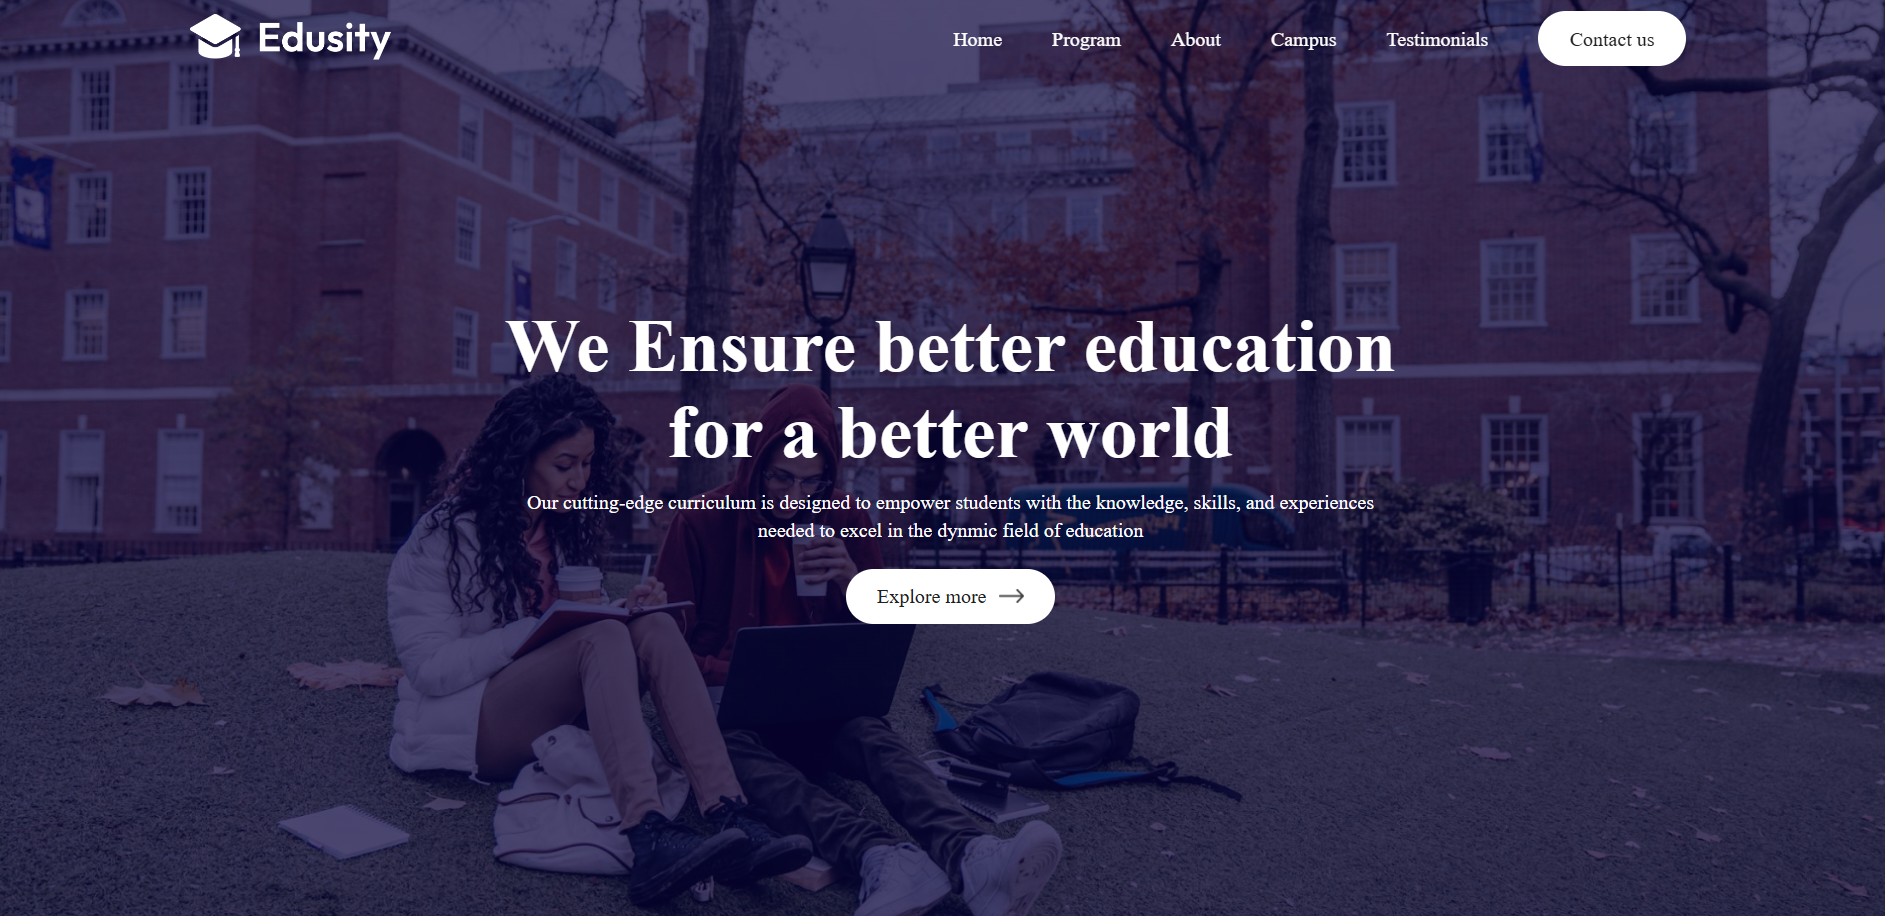 Edusity
Home Program About Campus Testimonials Contact us
We Ensure better education
for a better world
Our cutting-edge curriculum is designed to empower students with the knowledge, skills, and experiences
needed to excel in the dynmic field of education
Explore more